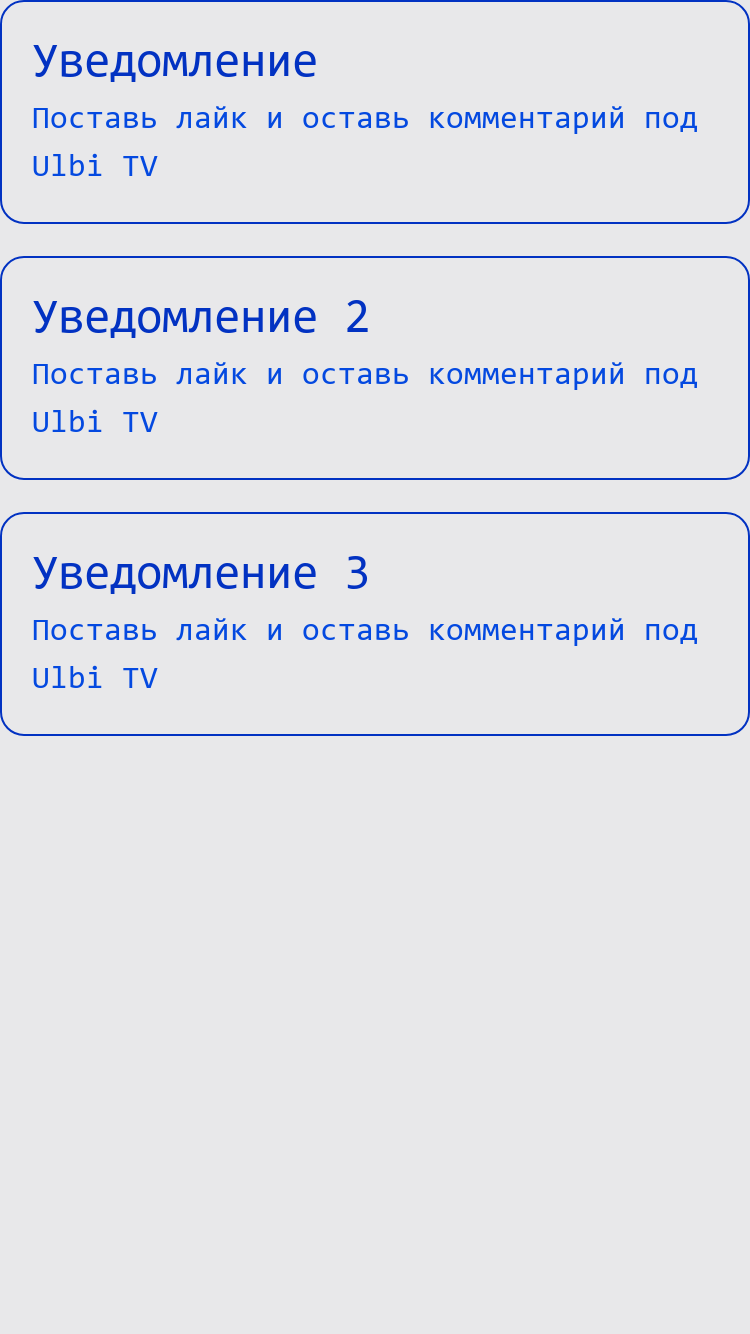 Уведомление
Поставь лайк и оставь комментарий под
Ulbi TV
Уведомление 2
Поставь лайк и оставь комментарий под
Ulbi TV
Уведомление 3
Поставь лайк и оставь комментарий под
Ulbi TV